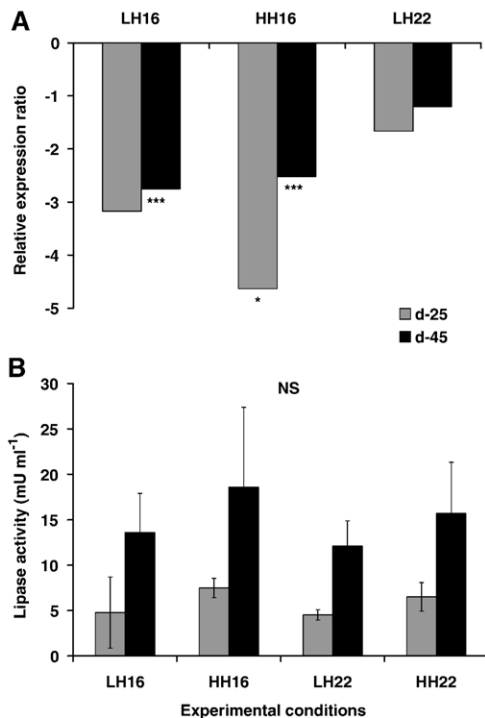 A
LH16 HH16 LH22
Relative expression ratio
0
-1
-2
-3
-4
-5
***
***
*
d-25
d-45
B
NS
Lipase activity (mU ml⁻¹)
30
25
20
15
10
5
0
LH16 HH16 LH22 HH22
Experimental conditions